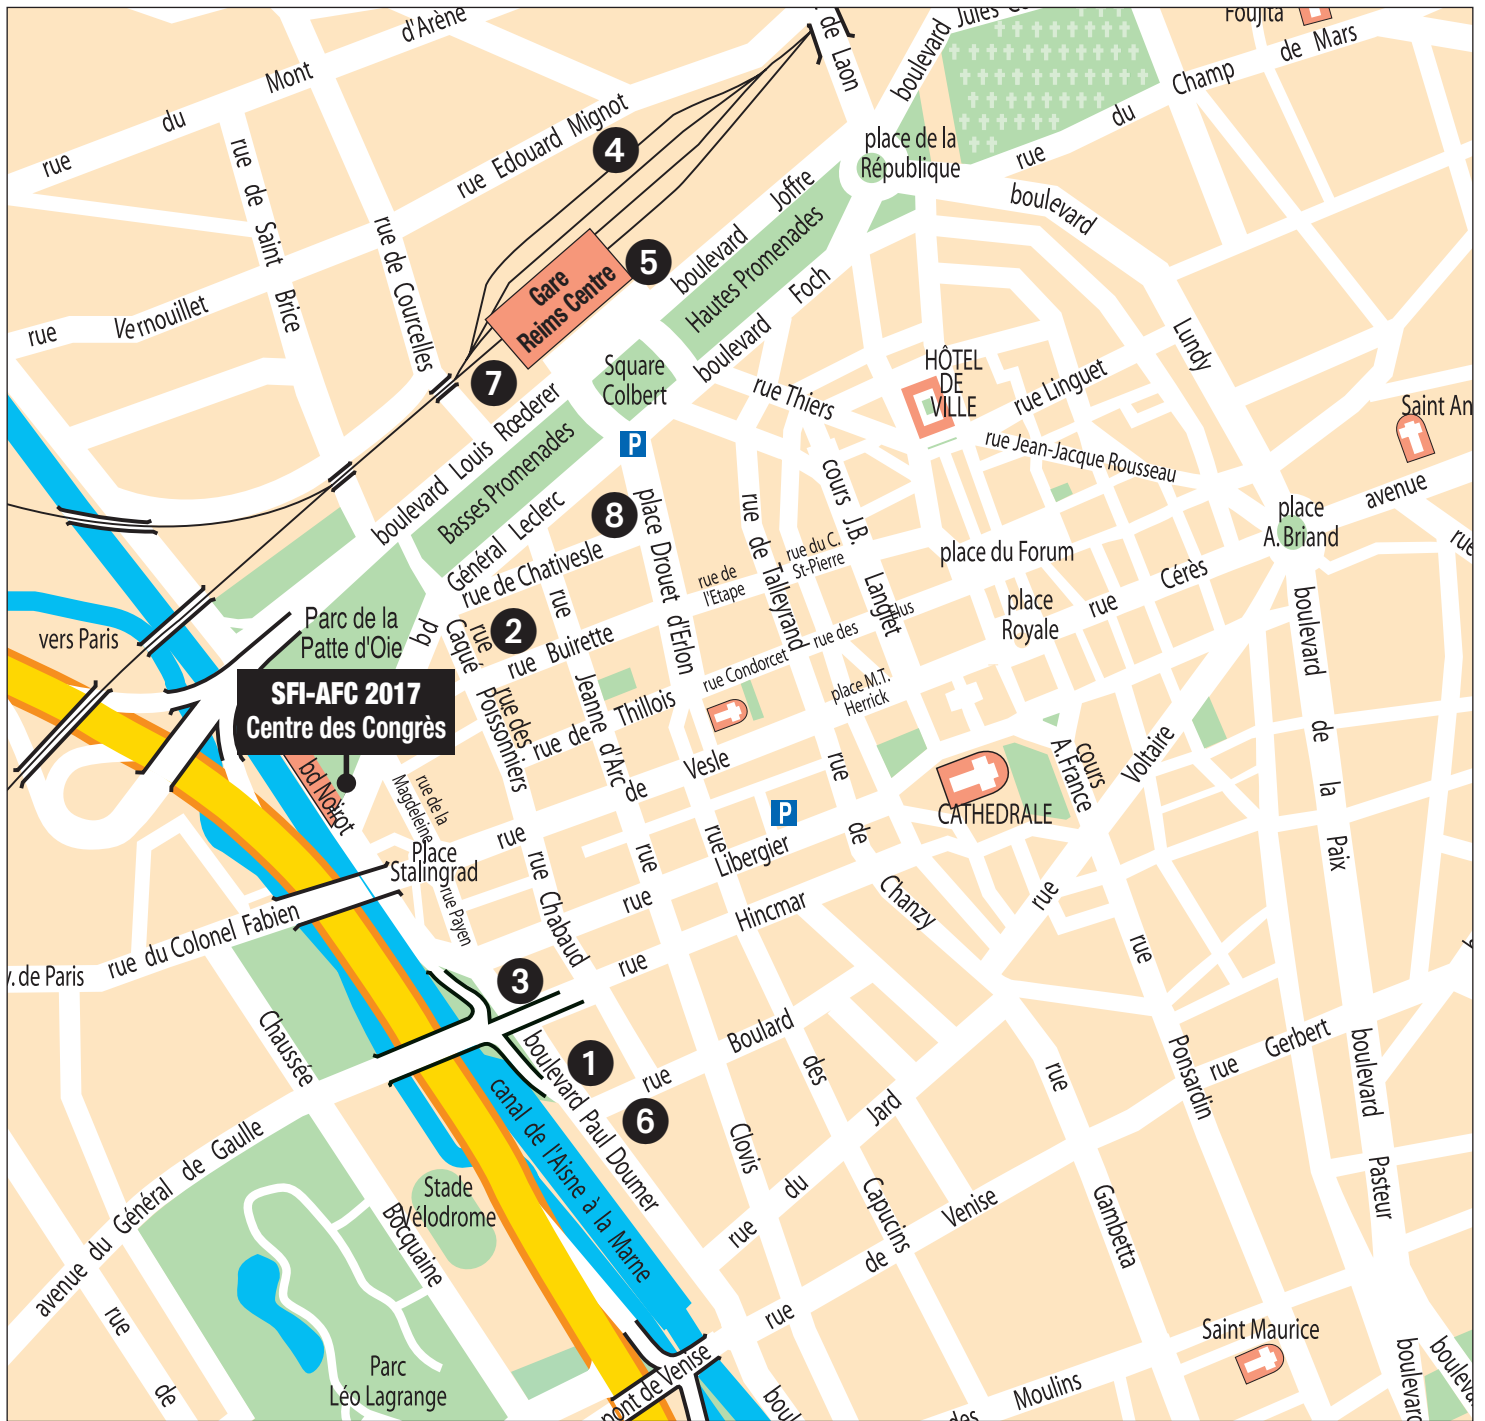 d'Arène
Mont
du
rue
rue de Saint Brice
rue Edouard Mignot
rue de Courcelles
rue Vernouillet
de Laon
boulevard
Foujita
de Mars
Champ
du
rue
place de la
République
boulevard
Lundy
boulevard Joffre
Hautes Promenades
boulevard Foch
4
5
Gare
Reims Centre
7
Square
Colbert
P
rue Thiers
HÔTEL
DE
VILLE
rue Linguet
rue Jean-Jacque Rousseau
Saint An
avenue
place
A. Briand
rue
boulevard Louis Rœderer
Basses Promenades
Général Leclerc
bd
8
place Drouet d'Erlon
rue de Talleyrand
cours J.B. Langlet
rue du C.
St-Pierre
rue de
l'Etape
place du Forum
place
Royale
rue Cérès
rue de Chativesle
rue Caqué
2
rue Buirette
rue Jeanne d'Arc
rue des
Poissonniers
rue de Thillois
rue Condorcet
rue des
place M.T.
Herrick
vers Paris
Parc de la
Patte d'Oie
SFI-AFC 2017
Centre des Congrès
bd Noirot
rue de la
Magdeleine
Place
Stalingrad
rue Payen
rue de Vesle
P
rue Libergier
rue Chabaud
rue Hincmar
rue
rue
rue de
CATHEDRALE
cours
A. France
rue Voltaire
boulevard de la Paix
Chanzy
rue du Colonel Fabien
de Paris
Chaussée
Bocquaine
3
1
6
boulevard Paul Doumer
canal de l'Aisne à la Marne
rue Boulard
des
Capucins
Clovis
rue du Jard
rue Ponsardin
rue Gambetta
rue Gerbert
boulevard Pasteur
rue de Venise
avenue du Général de Gaulle
Stade
Vélodrome
rue
de
Parc
Léo Lagrange
pont de Venise
Moulins
Saint Maurice
boulevard